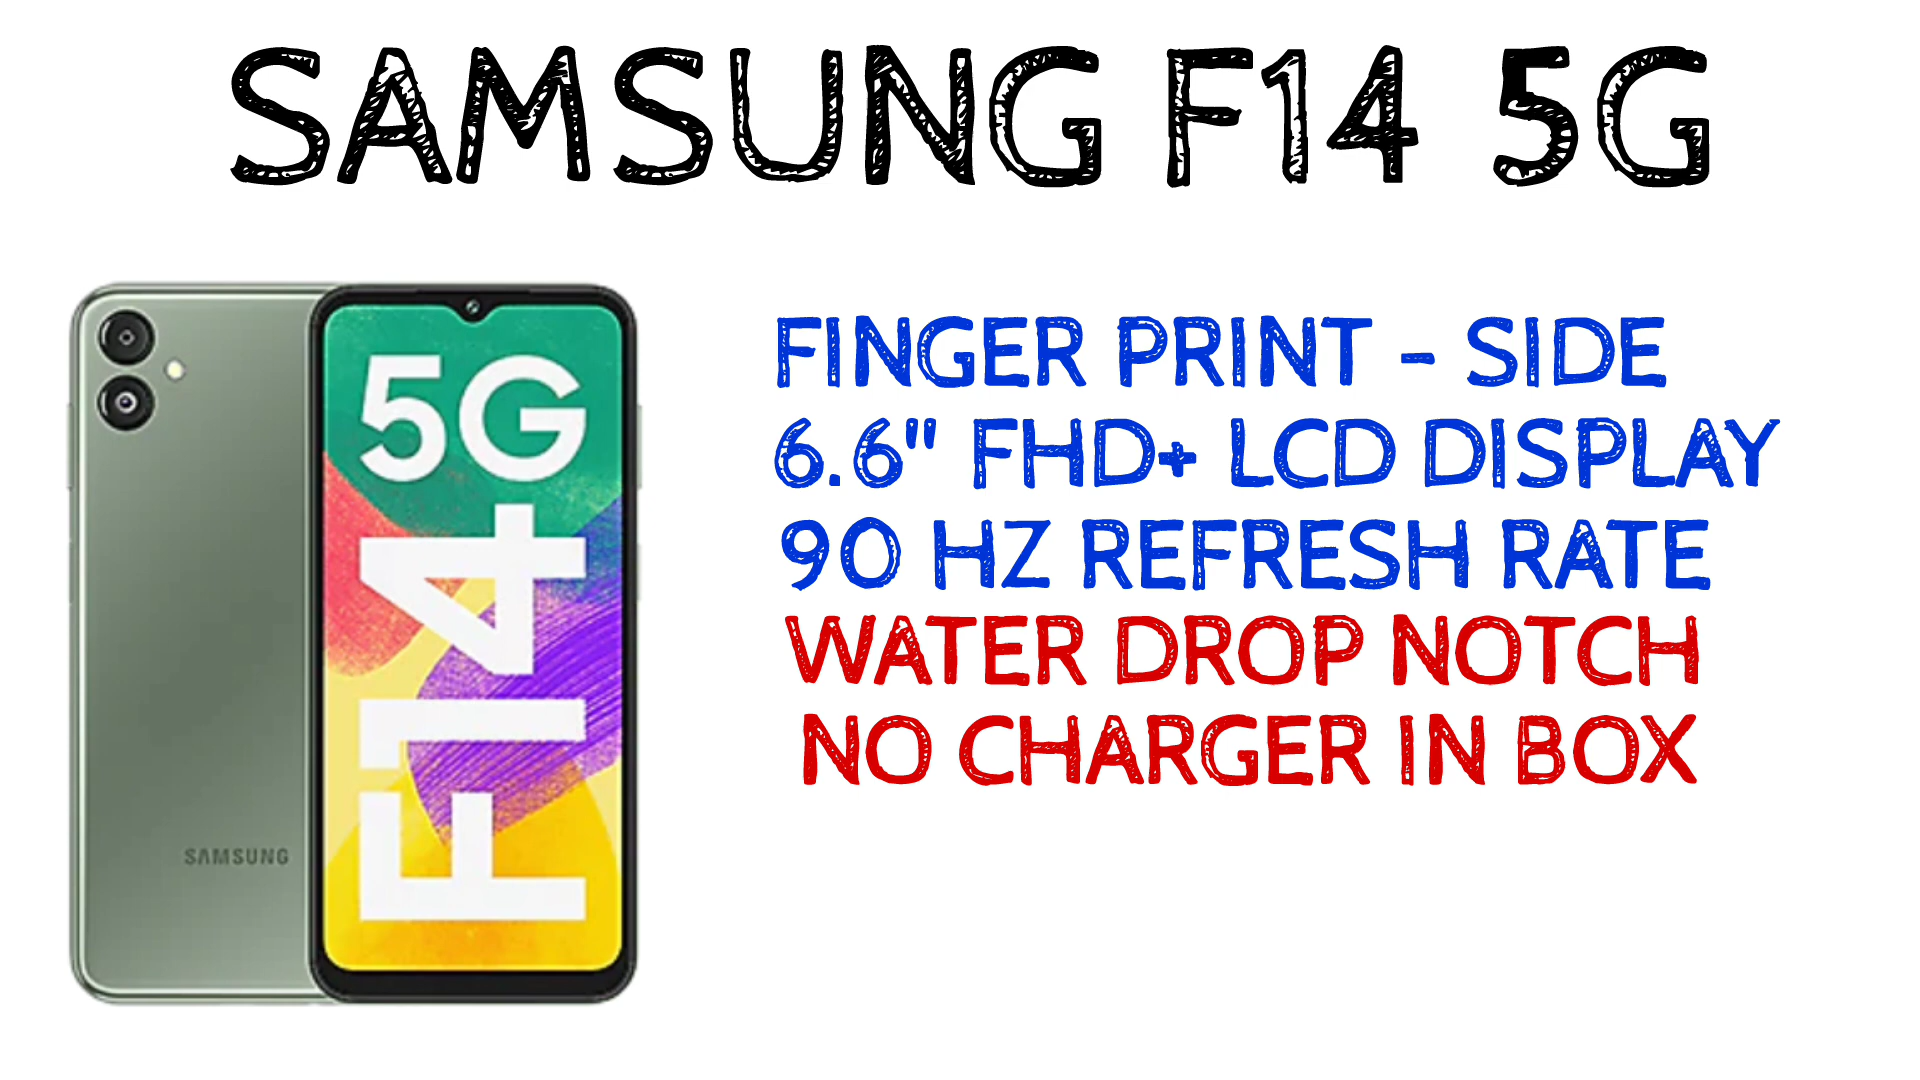 SAMSUNG F14 5G
FINGER PRINT - SIDE
6.6" FHD+ LCD DISPLAY
90 HZ REFRESH RATE
WATER DROP NOTCH
NO CHARGER IN BOX
5G
F14
SAMSUNG